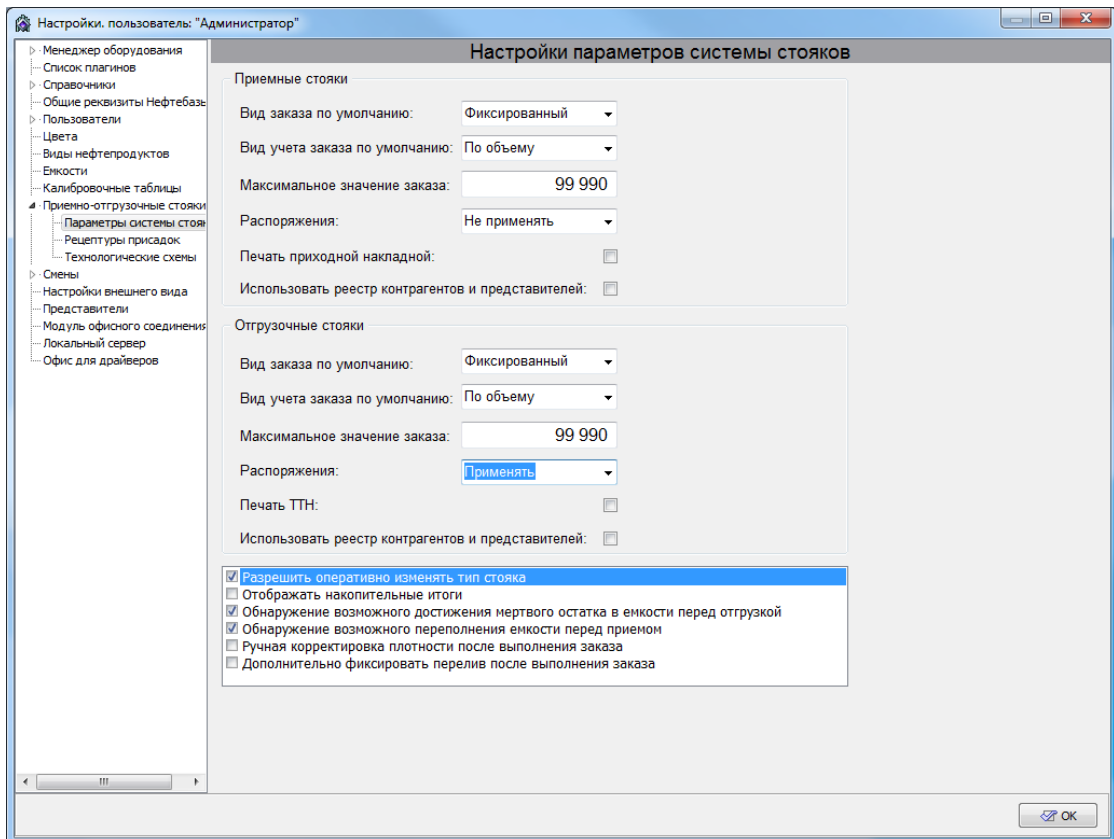 Настройки. пользователь: "Администратор"
Менеджер оборудования
Список плагинов
Справочники
Общие реквизиты Нефтебазы
Пользователи
Цвета
Виды нефтепродуктов
Емкости
Калибровочные таблицы
Приемно-отгрузочные стояки
Параметры системы стоя
Рецептуры присадок
Технологические схемы
Смены
Настройки внешнего вида
Представители
Модуль офисного соединения
Локальный сервер
Офис для драйверов
Настройки параметров системы стояков
Приемные стояки
Вид заказа по умолчанию: Фиксированный
Вид учета заказа по умолчанию: По объему
Максимальное значение заказа: 99 990
Распоряжения: Не применять
Печать приходной накладной:
Использовать реестр контрагентов и представителей:
Отгрузочные стояки
Вид заказа по умолчанию: Фиксированный
Вид учета заказа по умолчанию: По объему
Максимальное значение заказа: 99 990
Распоряжения: Применять
Печать ТТН:
Использовать реестр контрагентов и представителей:
Разрешить оперативно изменять тип стояка
Отображать накопительные итоги
Обнаружение возможного достижения мертвого остатка в емкости перед отгрузкой
Обнаружение возможного переполнения емкости перед приемом
Ручная корректировка плотности после выполнения заказа
Дополнительно фиксировать перелив после выполнения заказа
OK